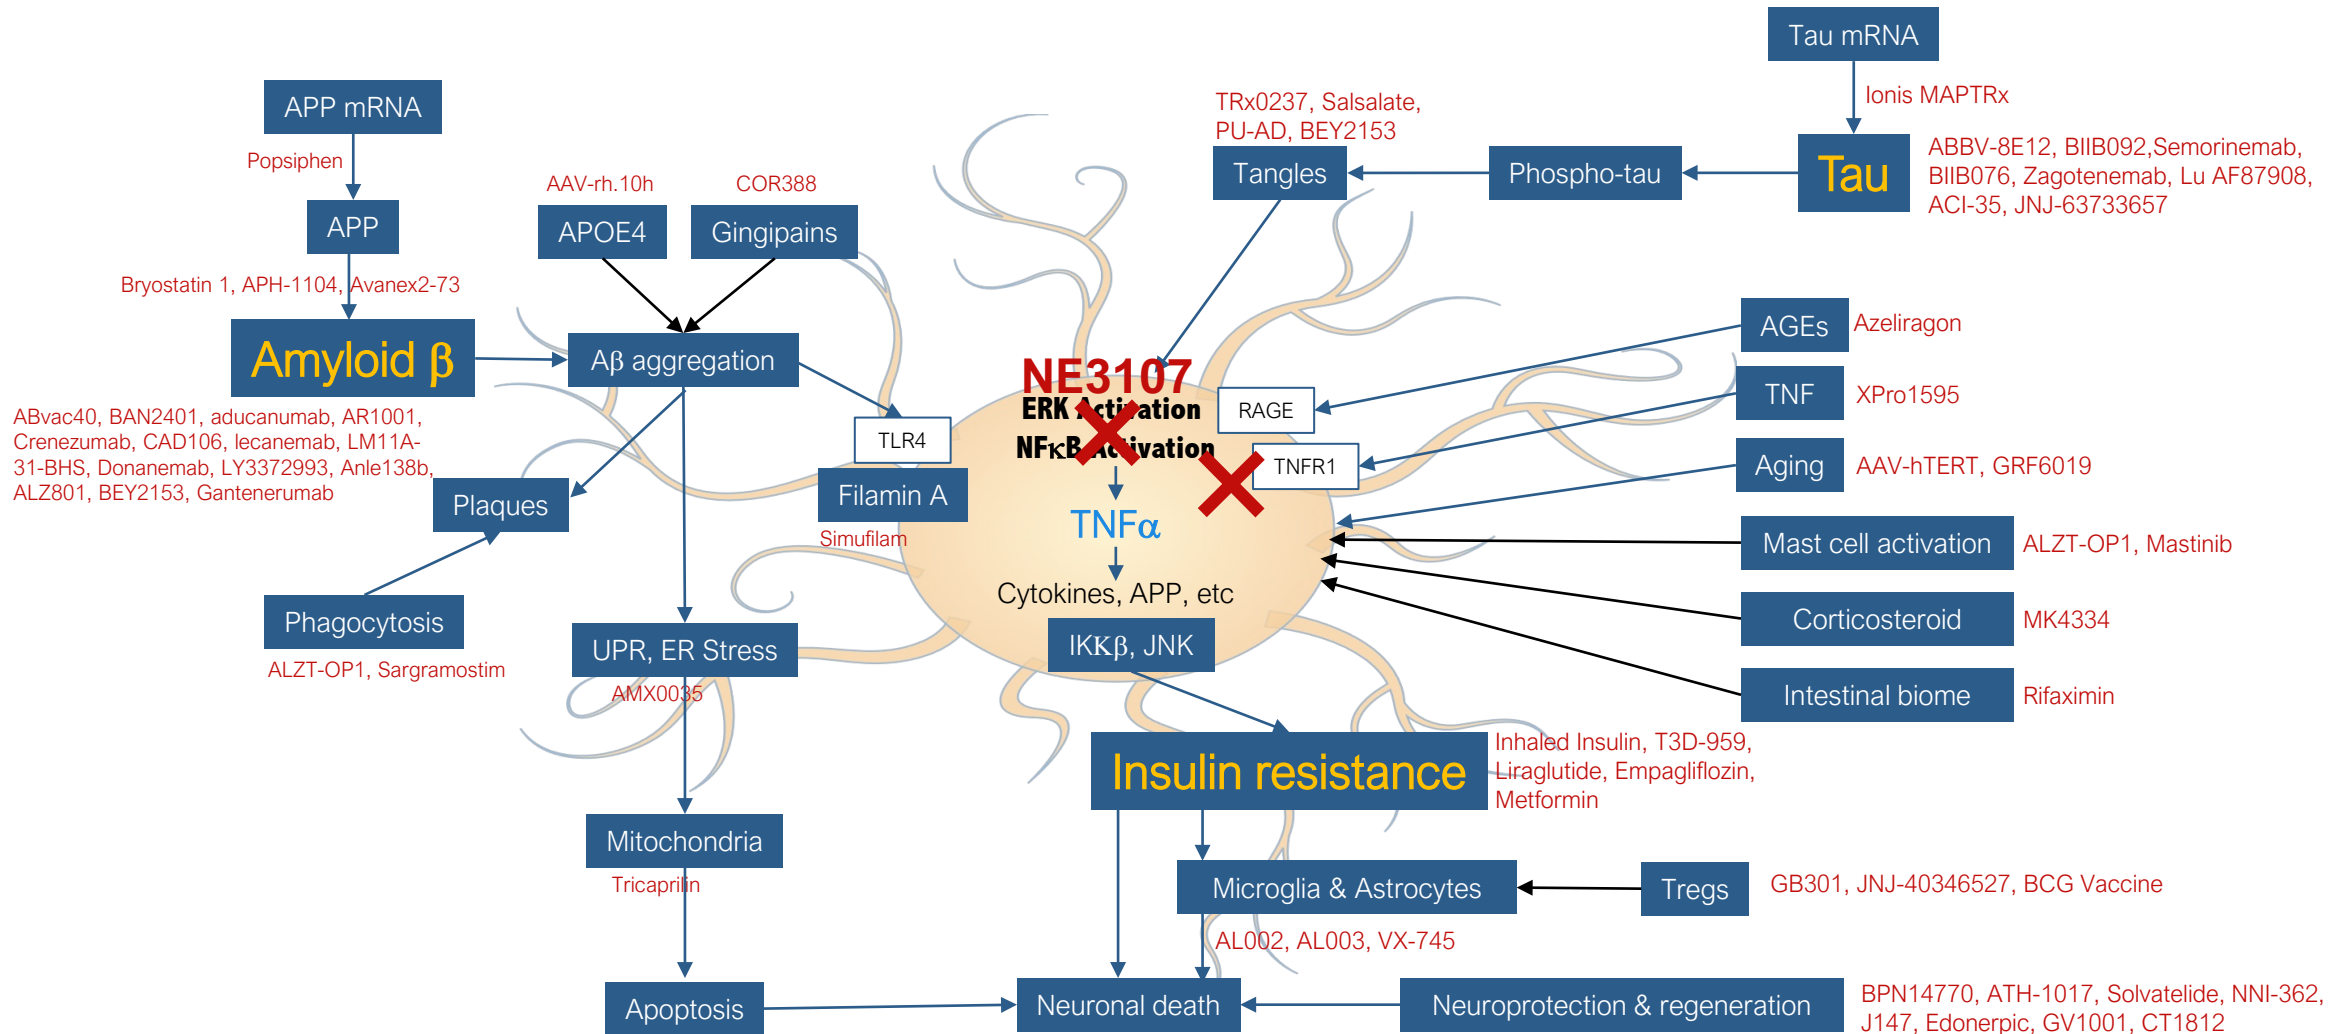 Tau mRNA
Ionis MAPTRx
APP mRNA
TRx0237, Salsalate,
PU-AD, BEY2153
Popsiphen
Tangles
Phospho-tau
Tau
ABBV-8E12, BIIB092,Semorinemab,
BIIB076, Zagotenemab, Lu AF87908,
ACI-35, JNJ-63733657
APP
AAV-rh.10h
COR388
APOE4
Gingipains
Bryostatin 1, APH-1104, Avanex2-73
Amyloid β
Aβ aggregation
AGEs
Azeliragon
NE3107
ERK Activation
NFκB Activation
RAGE
TNF
XPro1595
ABvac40, BAN2401, aducanumab, AR1001,
Crenezumab, CAD106, lecanemab, LM11A-
31-BHS, Donanemab, LY3372993, Anle138b,
ALZ801, BEY2153, Gantenerumab
TLR4
TNFR1
Aging
AAV-hTERT, GRF6019
Plaques
Filamin A
Simufilam
TNFα
Mast cell activation
ALZT-OP1, Mastinib
Cytokines, APP, etc
Phagocytosis
ALZT-OP1, Sargramostim
UPR, ER Stress
AMX0035
IKKβ, JNK
Corticosteroid
MK4334
Intestinal biome
Rifaximin
Insulin resistance
Inhaled Insulin, T3D-959,
Liraglutide, Empagliflozin,
Metformin
Mitochondria
Tricaprilin
Microglia & Astrocytes
Tregs
GB301, JNJ-40346527, BCG Vaccine
AL002, AL003, VX-745
Apoptosis
Neuronal death
Neuroprotection & regeneration
BPN14770, ATH-1017, Solvatelide, NNI-362,
J147, Edonerpic, GV1001, CT1812